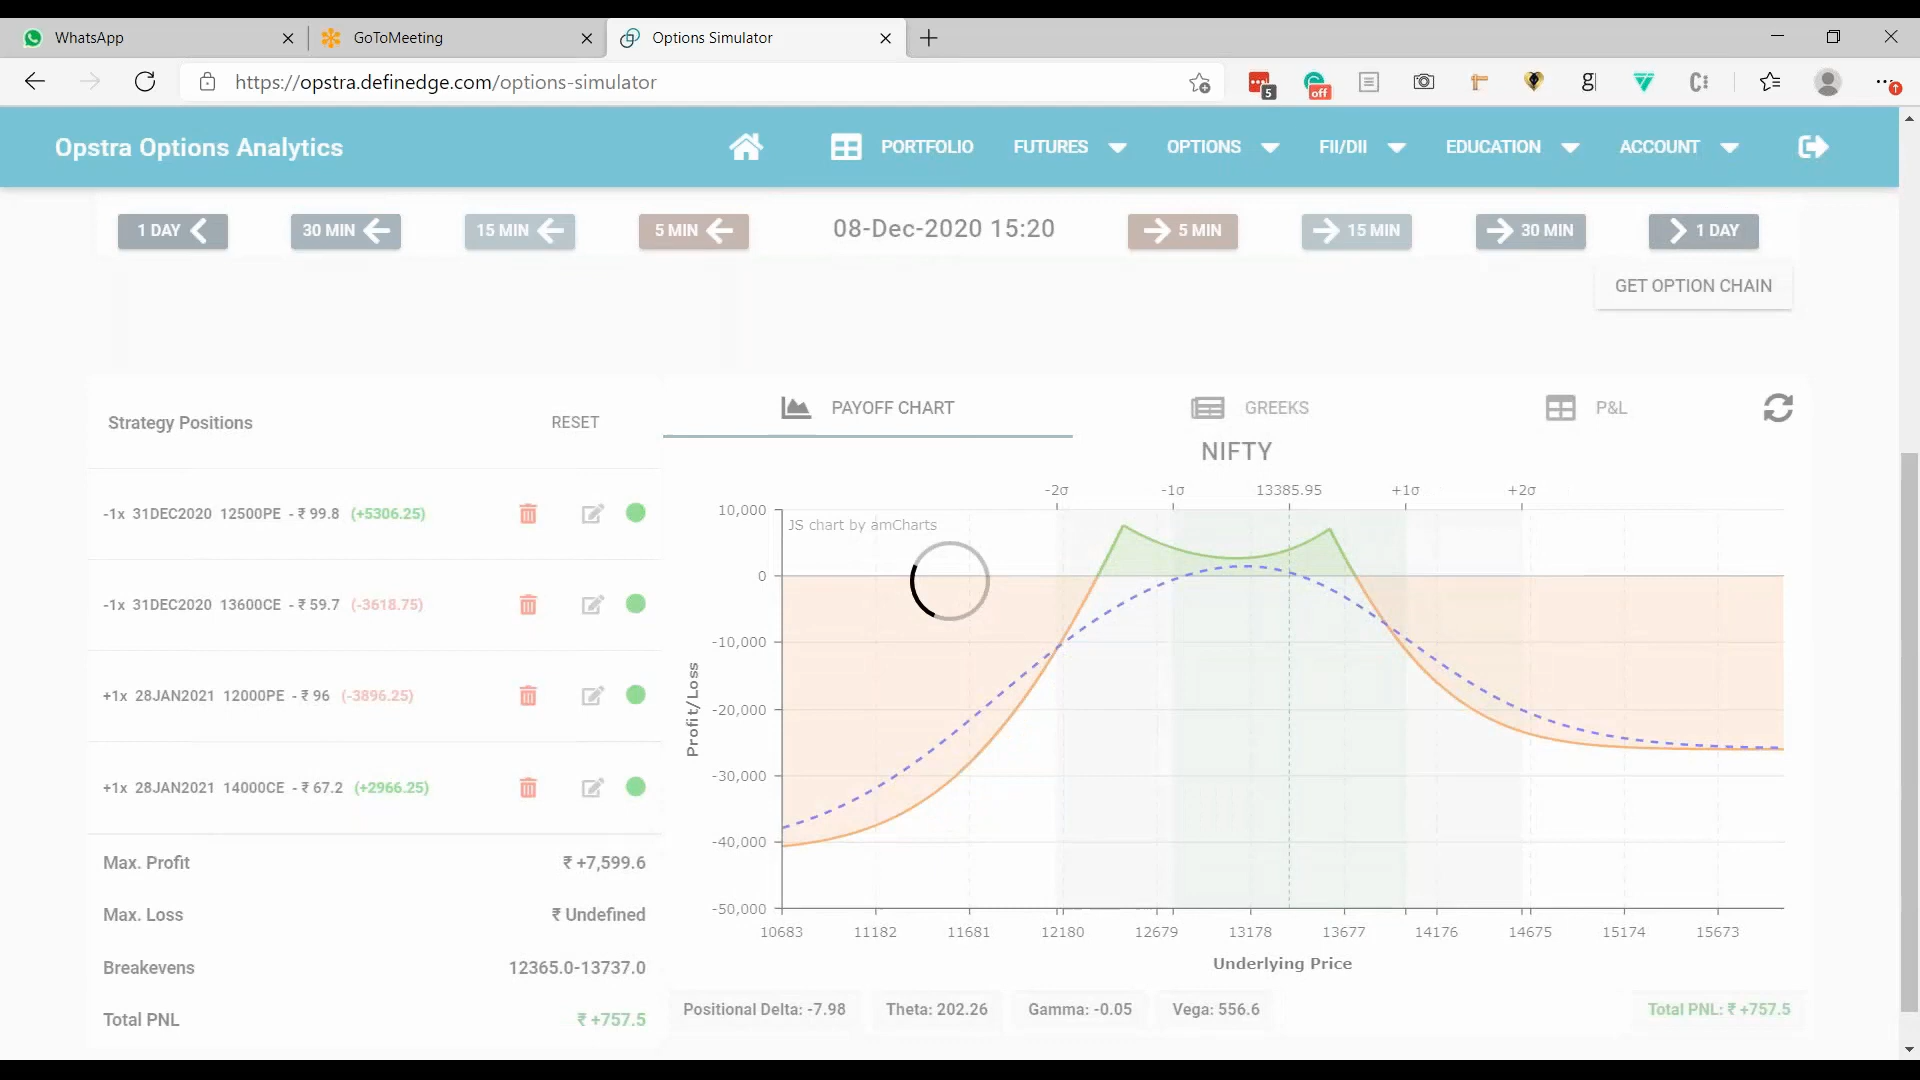 WhatsApp
GoToMeeting
Options Simulator
https://opstra.definedge.com/options-simulator
5
off
g
Opstra Options Analytics
PORTFOLIO
FUTURES
OPTIONS
FII/DII
EDUCATION
ACCOUNT
1 DAY
30 MIN
15 MIN
5 MIN
08-Dec-2020 15:20
5 MIN
15 MIN
30 MIN
1 DAY
GET OPTION CHAIN
Strategy Positions
RESET
PAYOFF CHART
GREEKS
P&L
NIFTY
-1x 31DEC2020 12500PE - ₹ 99.8 (+5306.25)
-1x 31DEC2020 13600CE - ₹ 59.7 (-3618.75)
+1x 28JAN2021 12000PE - ₹ 96 (-3896.25)
+1x 28JAN2021 14000CE - ₹ 67.2 (+2966.25)
Max. Profit ₹ +7,599.6
Max. Loss ₹ Undefined
Breakevens 12365.0-13737.0
Total PNL ₹ +757.5
-2σ -1σ 13385.95 +1σ +2σ
JS chart by amCharts
10,000
0
-10,000
-20,000
-30,000
-40,000
-50,000
Profit/Loss
10683 11182 11681 12180 12679 13178 13677 14176 14675 15174 15673
Underlying Price
Positional Delta: -7.98
Theta: 202.26
Gamma: -0.05
Vega: 556.6
Total PNL: ₹ +757.5